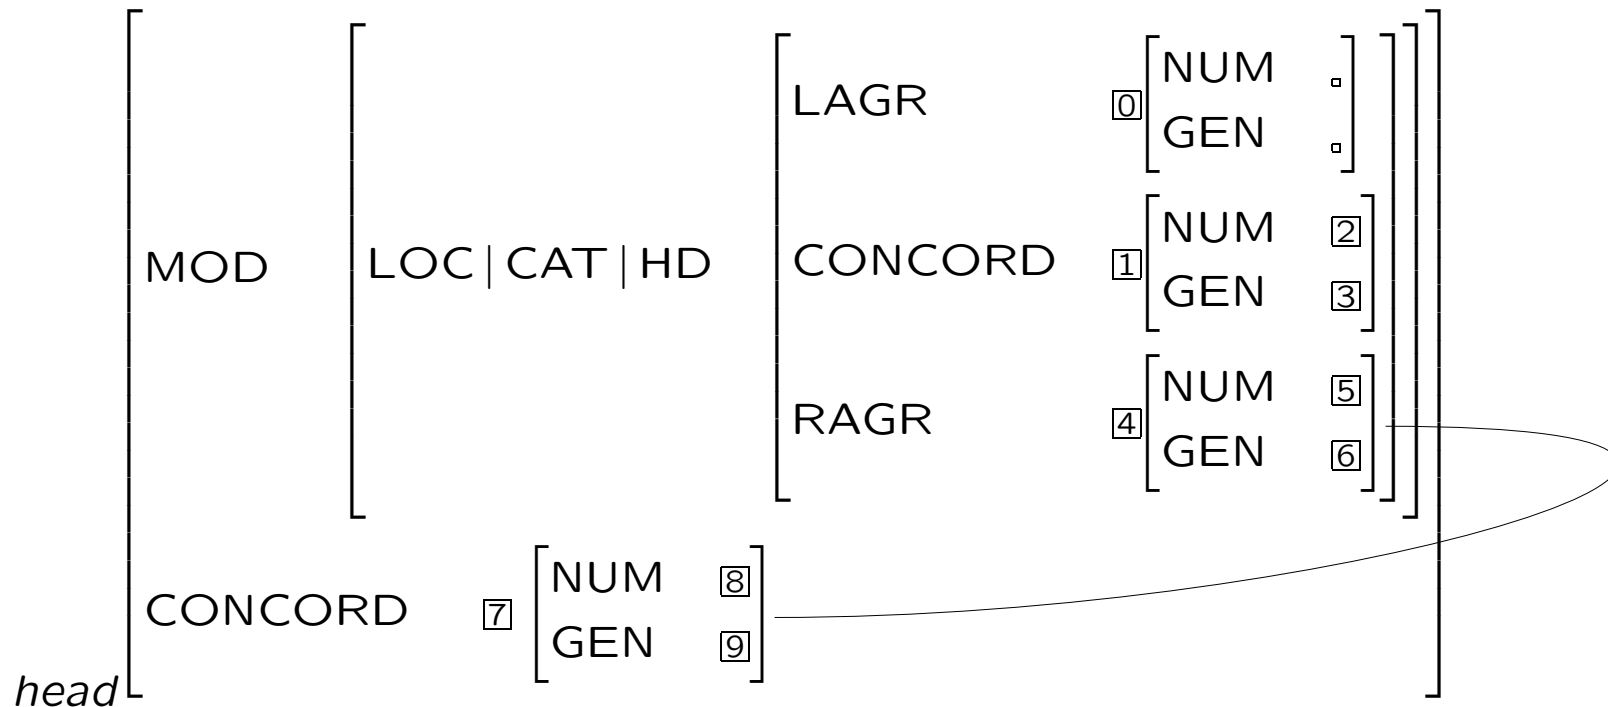 NUM
LAGR 0 GEN
NUM 2
MOD LOC|CAT|HD CONCORD 1 GEN 3
NUM 5
RAGR 4 GEN 6
NUM 8
CONCORD 7 GEN 9
head